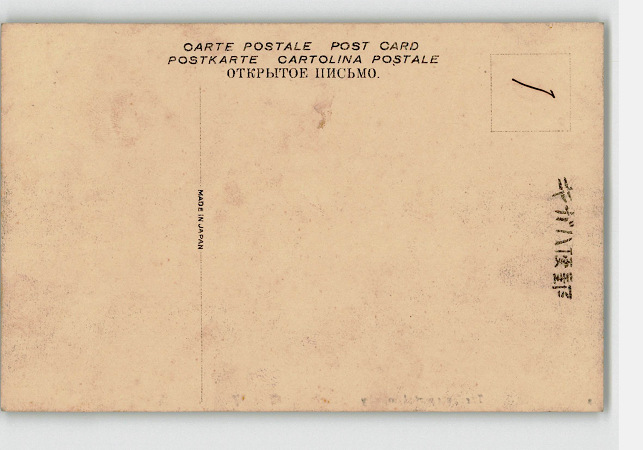 CARTE POSTALE POST CARD
POSTKARTE CARTOLINA POSTALE
ОТКРЫТОЕ ПИСЬМО.
MADE IN JAPAN